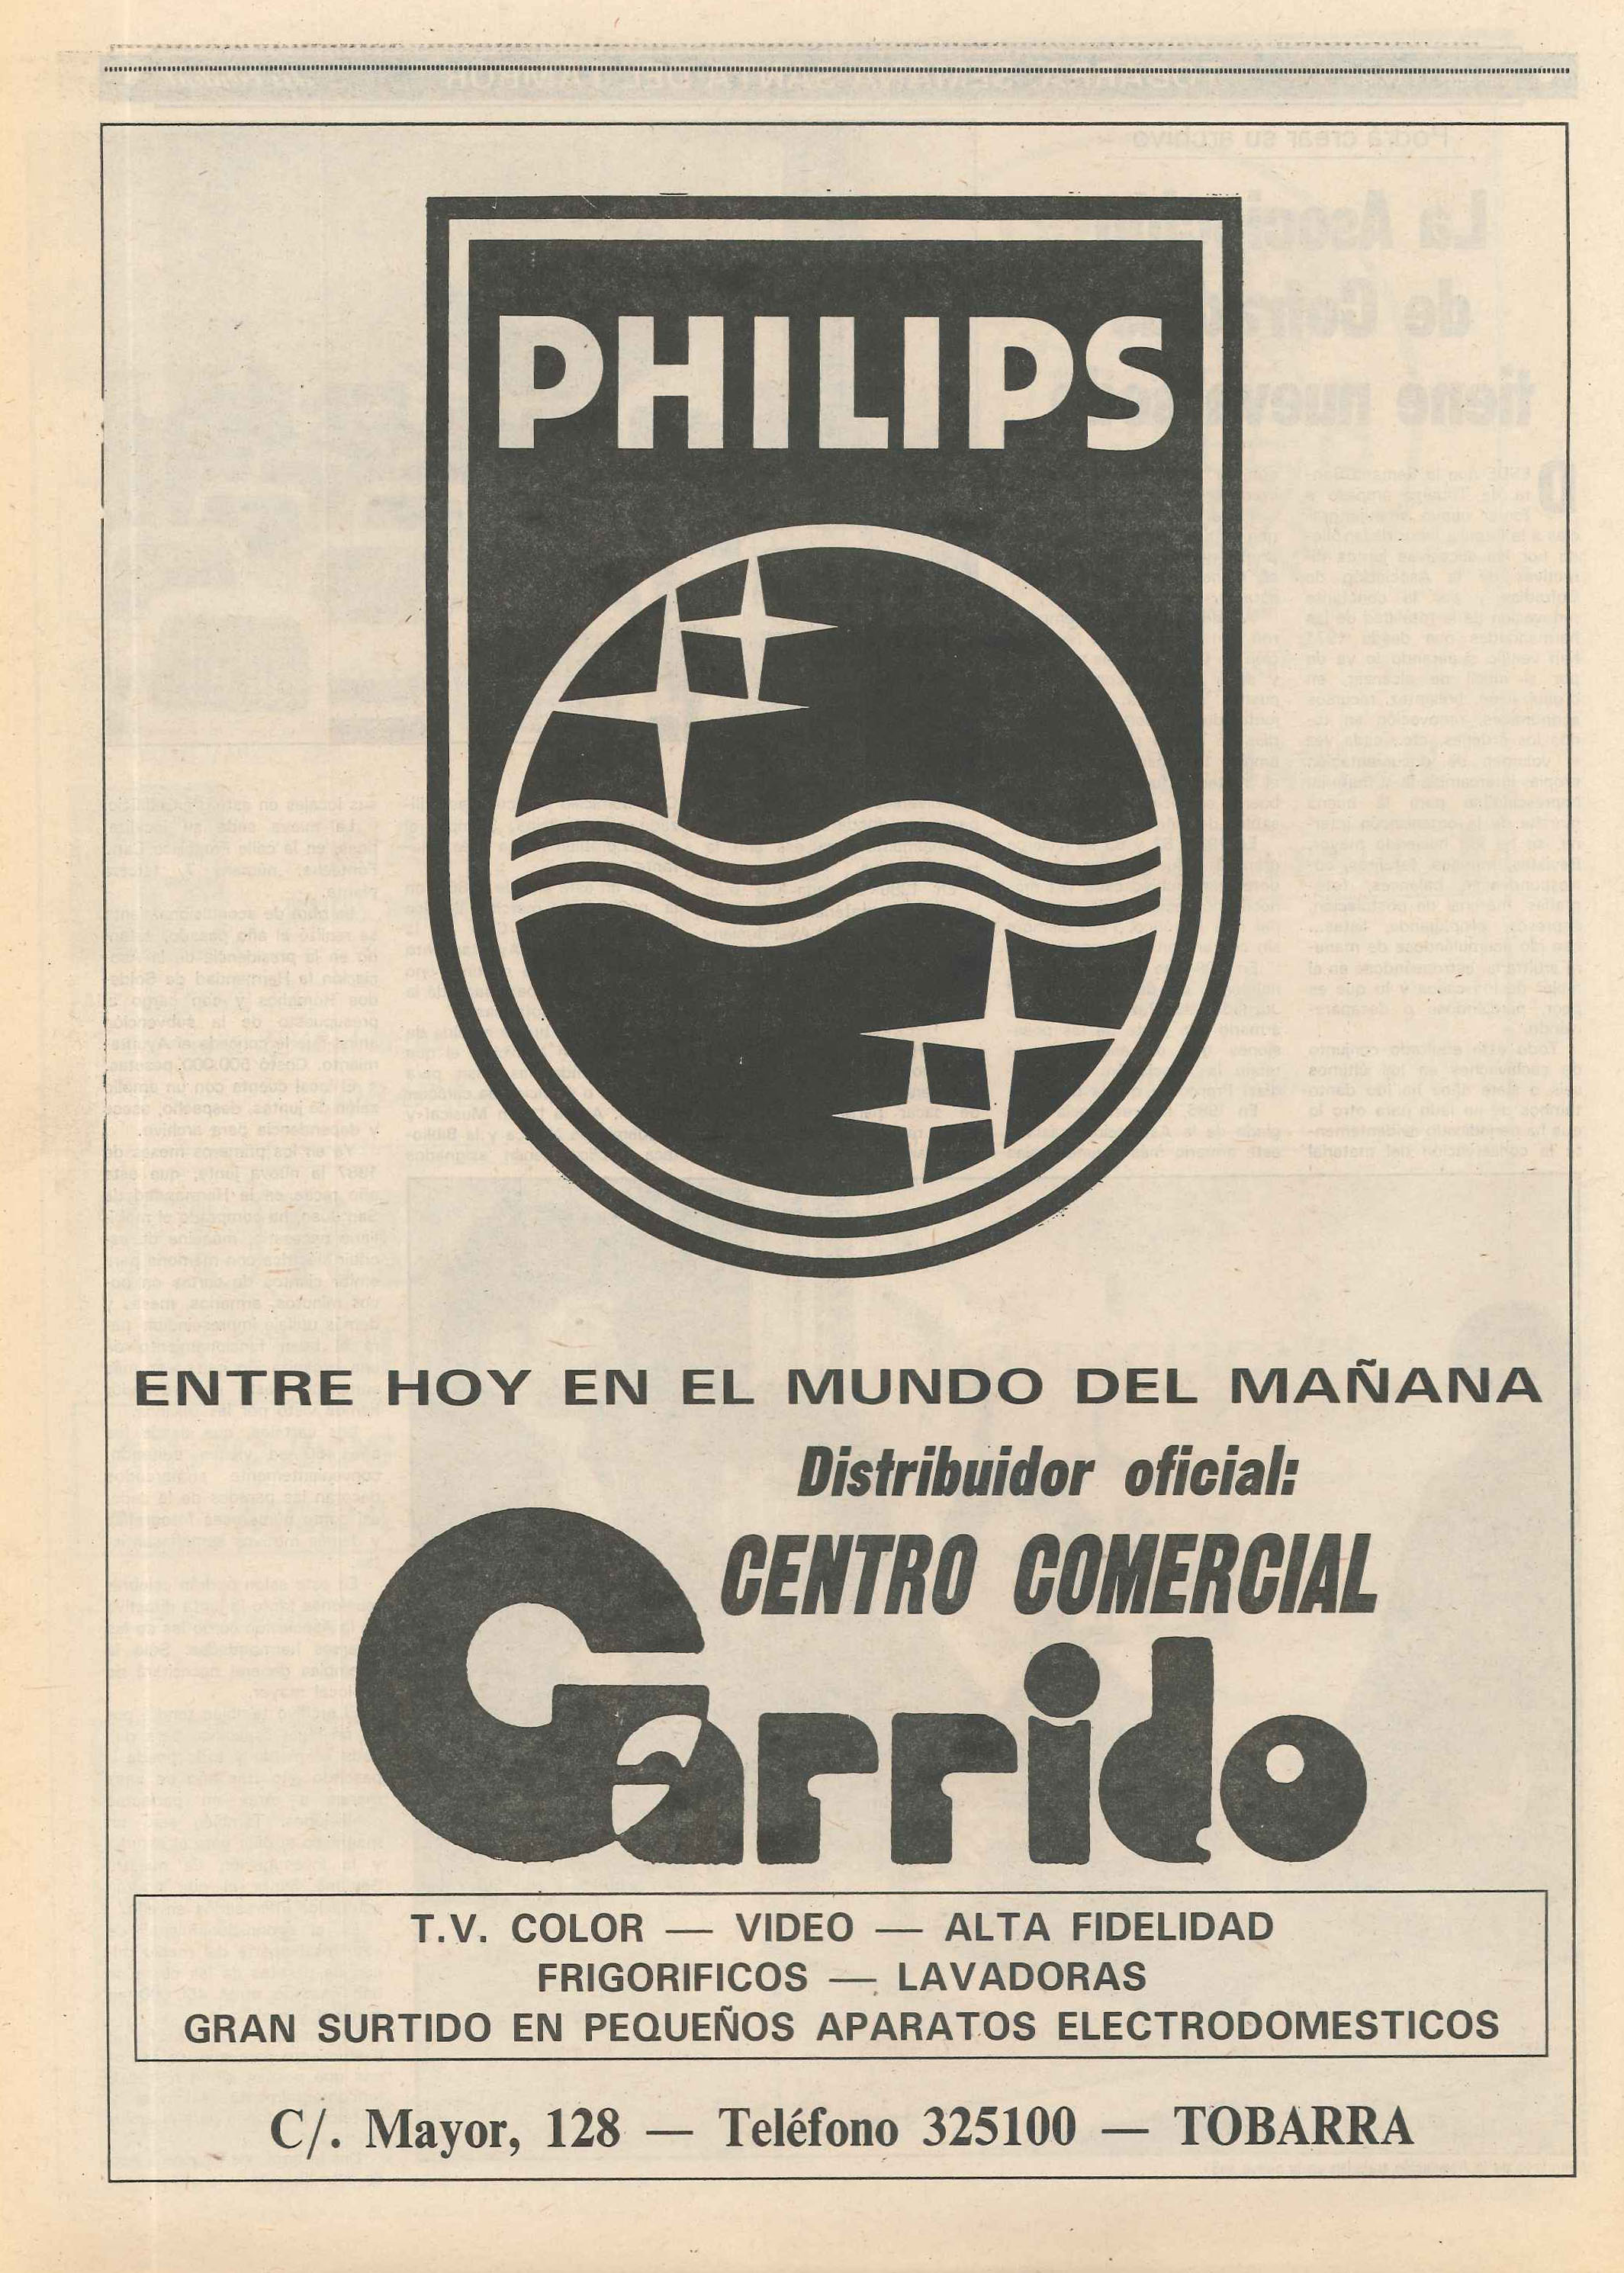 PHILIPS
ENTRE HOY EN EL MUNDO DEL MAÑANA
Distribuidor oficial:
CENTRO COMERCIAL
Garrido
T.V. COLOR — VIDEO — ALTA FIDELIDAD
FRIGORIFICOS — LAVADORAS
GRAN SURTIDO EN PEQUEÑOS APARATOS ELECTRODOMESTICOS
C/. Mayor, 128 — Teléfono 325100 — TOBARRA